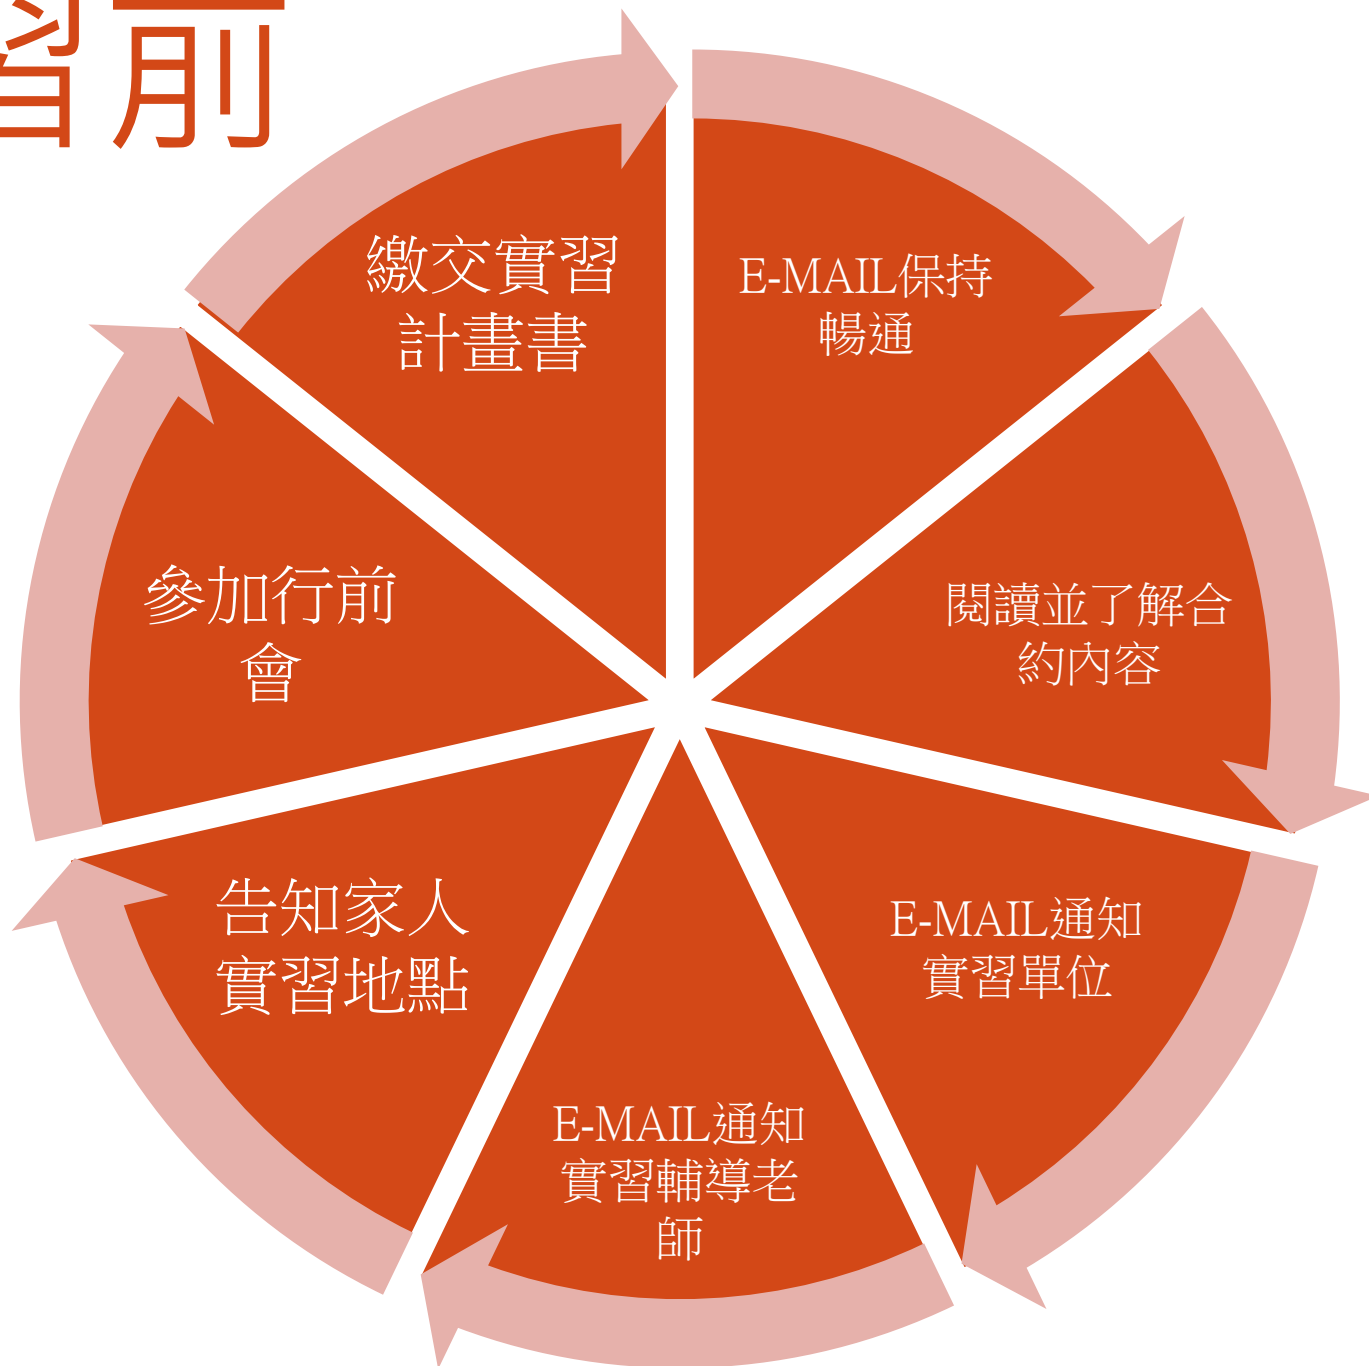 習前
E-MAIL保持
暢通
閱讀並了解合
約內容
E-MAIL通知
實習單位
E-MAIL通知
實習輔導老
師
告知家人
實習地點
參加行前
會
繳交實習
計畫書